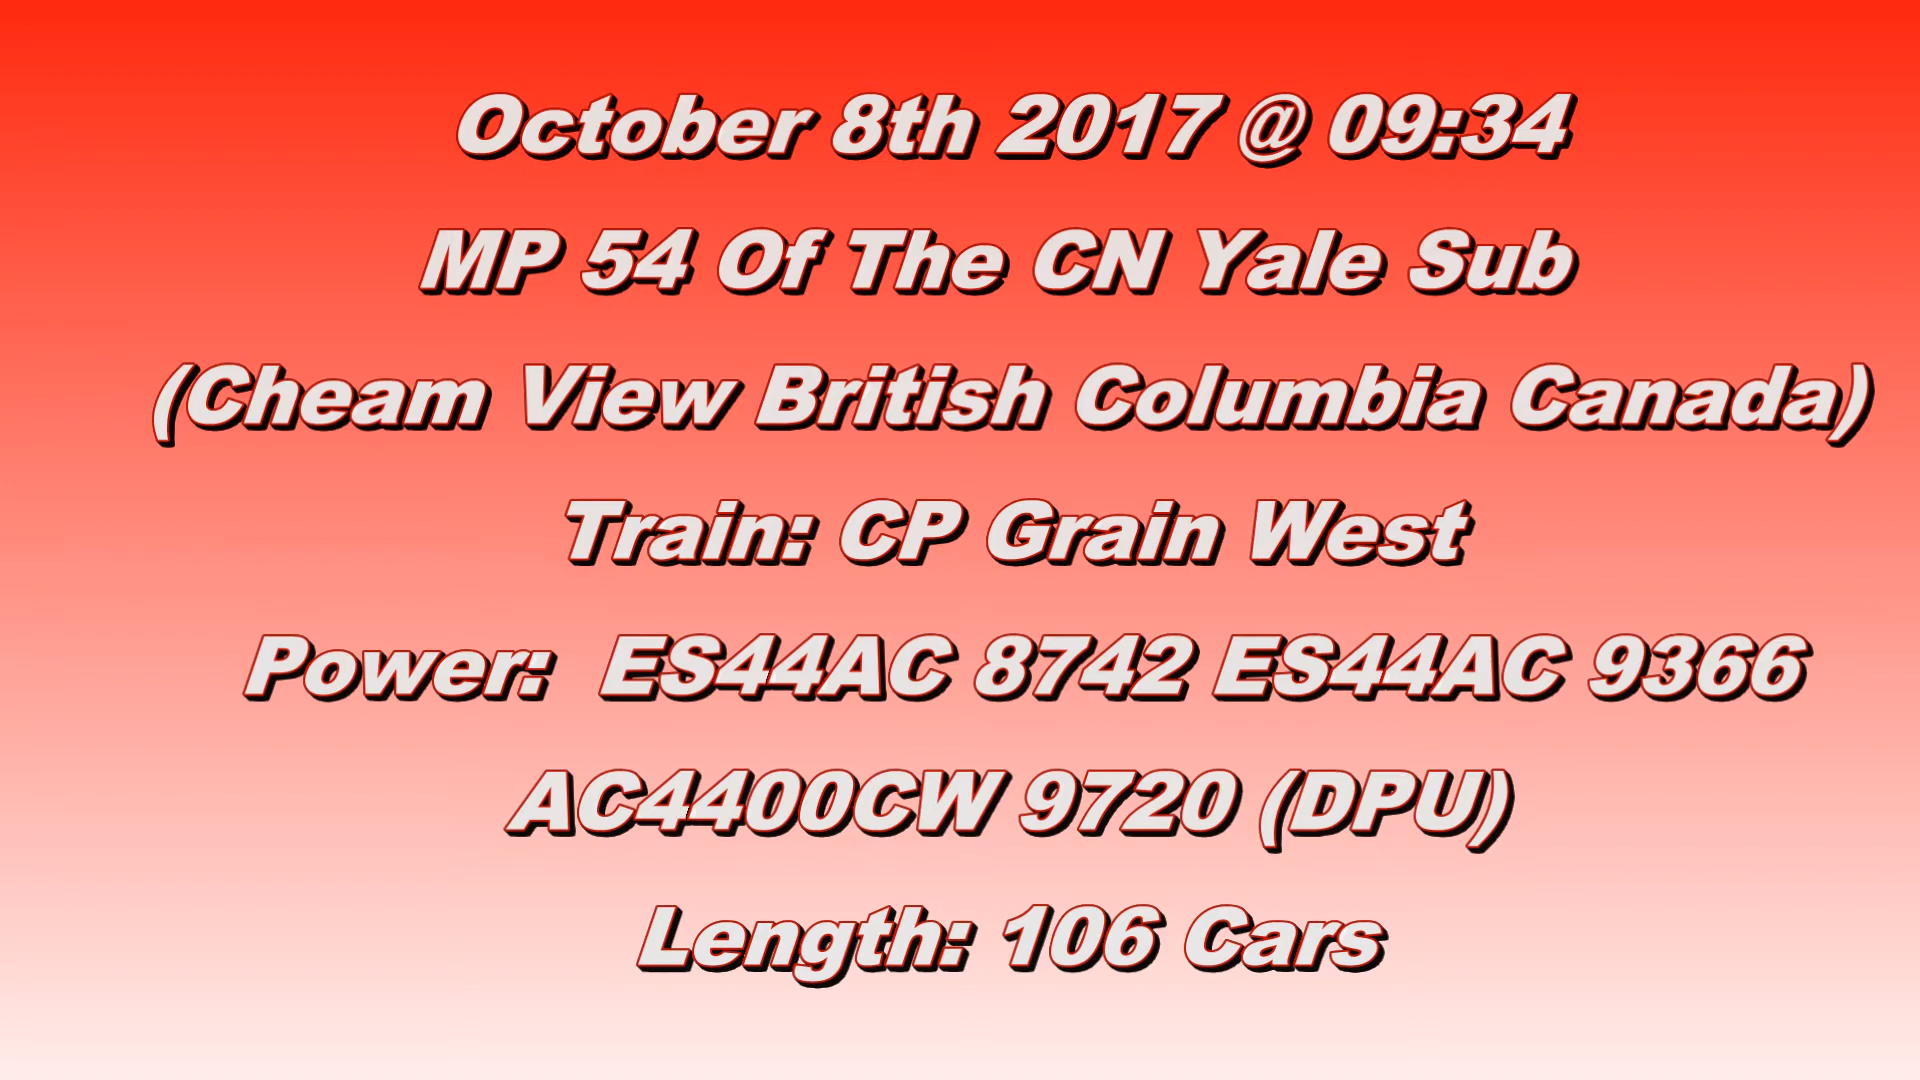 October 8th 2017 @ 09:34
MP 54 Of The CN Yale Sub
(Cheam View British Columbia Canada)
Train: CP Grain West
Power:  ES44AC 8742 ES44AC 9366
AC4400CW 9720 (DPU)
Length: 106 Cars